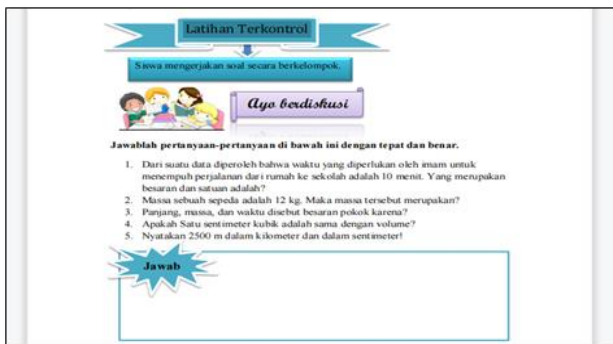 Latihan Terkontrol
Siswa mengerjakan soal secara berkelompok.
Ayo berdiskusi
Jawablah pertanyaan-pertanyaan di bawah ini dengan tepat dan benar.
1. Dari suatu data diperoleh bahwa waktu yang diperlukan oleh imam untuk
menempuh perjalanan dari rumah ke sekolah adalah 10 menit. Yang merupakan
besaran dan satuan adalah?
2. Massa sebuah sepeda adalah 12 kg. Maka massa tersebut merupakan?
3. Panjang, massa, dan waktu disebut besaran pokok karena?
4. Apakah Satu sentimeter kubik adalah sama dengan volume?
5. Nyatakan 2500 m dalam kilometer dan dalam sentimeter!
Jawab